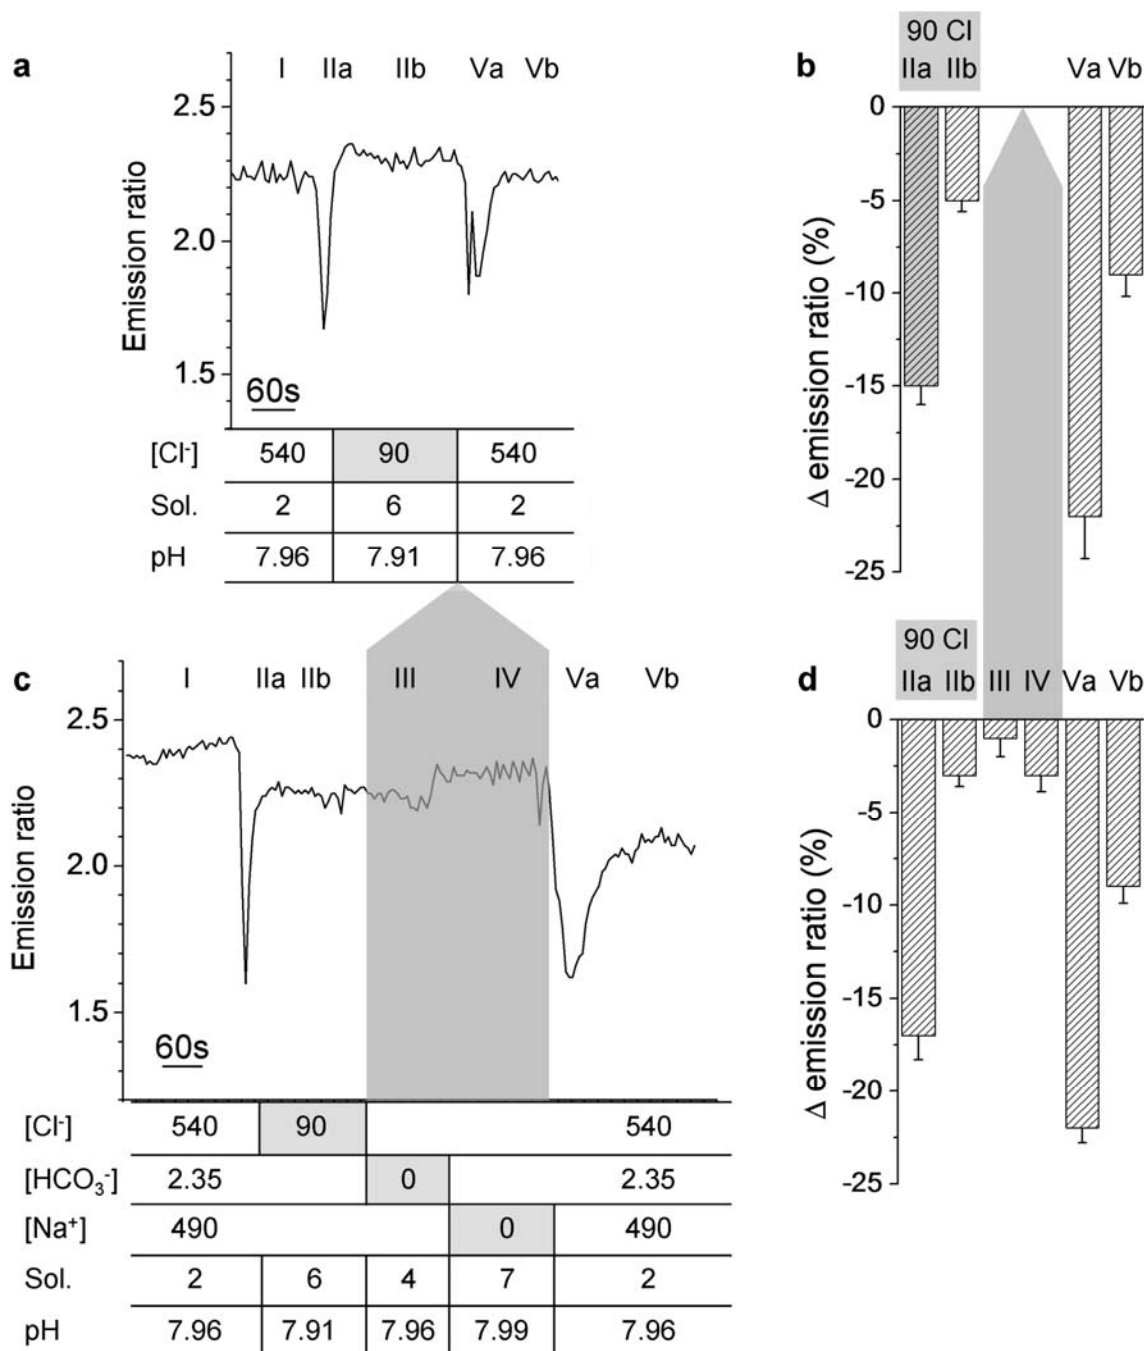 a
I IIa IIb Va Vb
2.5
2.0
1.5
Emission ratio
60s
[Cl⁻] 540 90 540
Sol. 2 6 2
pH 7.96 7.91 7.96
b
90 Cl
IIa IIb Va Vb
0
-5
-10
-15
-20
-25
Δ emission ratio (%)
c
I IIa IIb III IV Va Vb
2.5
2.0
1.5
Emission ratio
60s
[Cl⁻] 540 90 540
[HCO₃⁻] 2.35 0 2.35
[Na⁺] 490 0 490
Sol. 2 6 4 7 2
pH 7.96 7.91 7.96 7.99 7.96
d
90 Cl
IIa IIb III IV Va Vb
0
-5
-10
-15
-20
-25
Δ emission ratio (%)